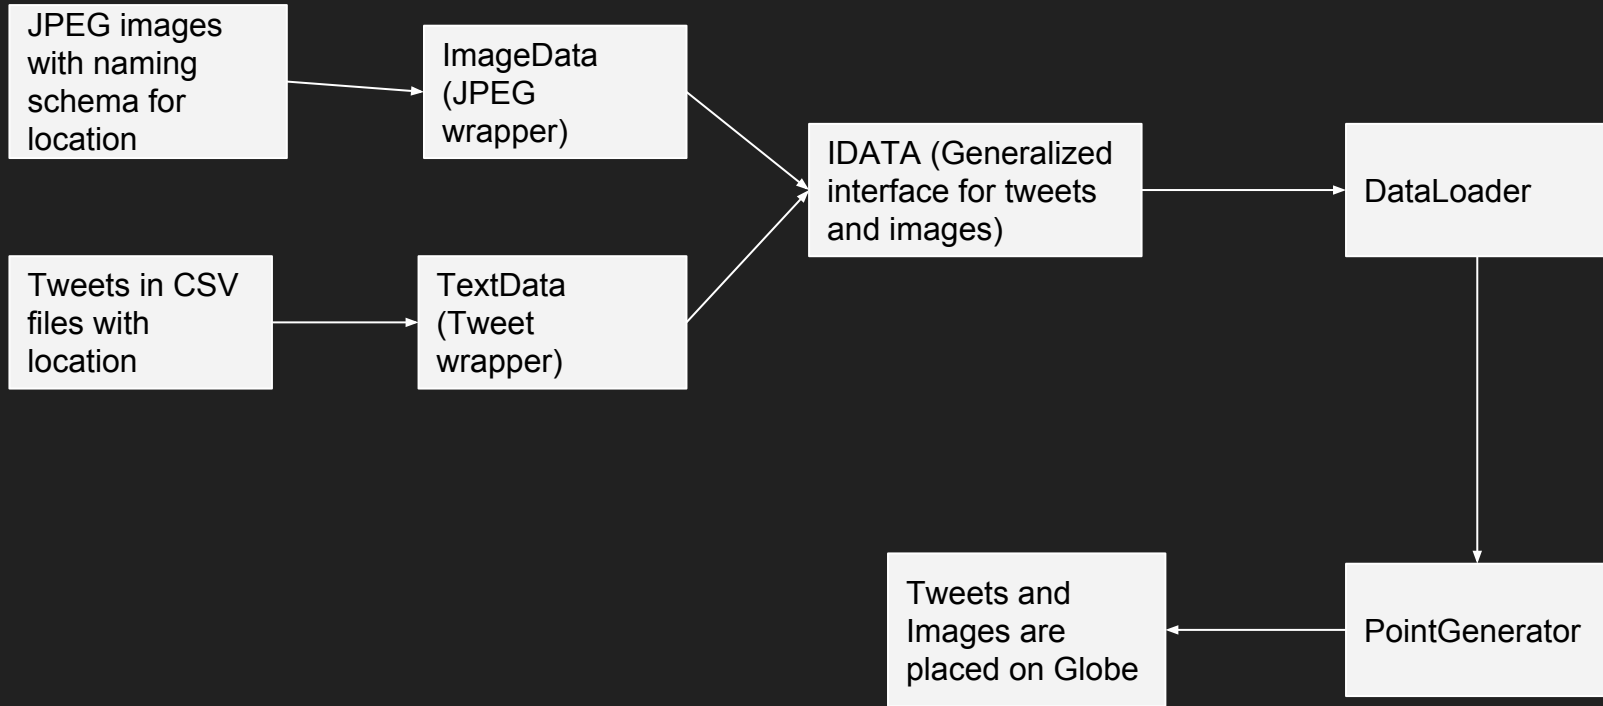 JPEG images
with naming
schema for
location
ImageData
(JPEG
wrapper)
IDATA (Generalized
interface for tweets
and images)
DataLoader
Tweets in CSV
files with
location
TextData
(Tweet
wrapper)
Tweets and
Images are
placed on Globe
PointGenerator